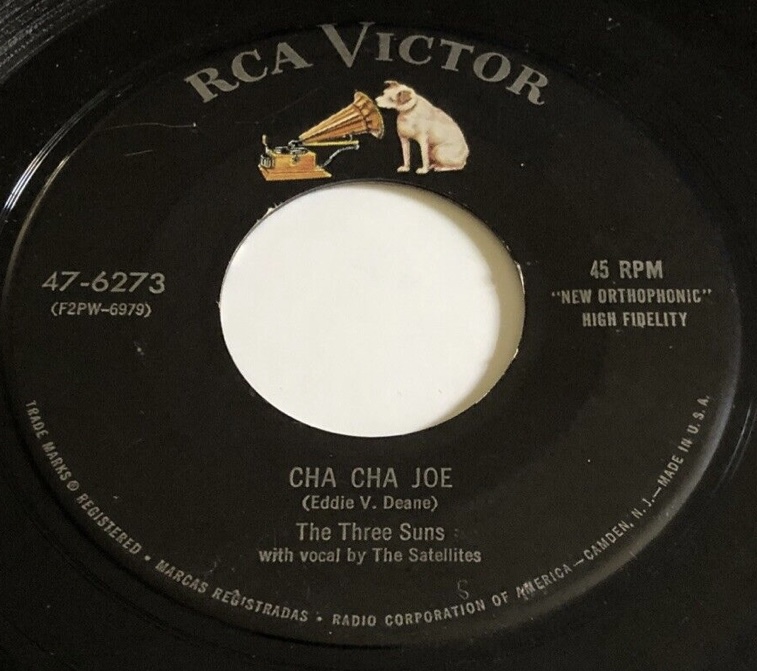 RCA VICTOR
47-6273
(F2PW-6979)
45 RPM
"NEW ORTHOPHONIC"
HIGH FIDELITY
CHA CHA JOE
(Eddie V. Deane)
The Three Suns
with vocal by The Satellites
TRADE MARKS ® REGISTERED • MARCAS REGISTRADAS • RADIO CORPORATION OF AMERICA—CAMDEN, N. J.—MADE IN U. S. A.